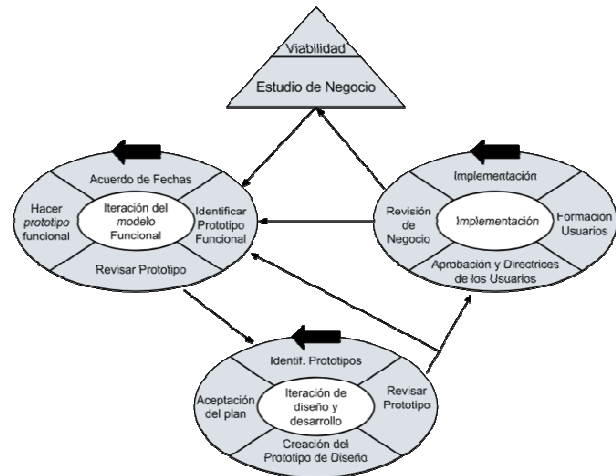 Viabilidad
Estudio de Negocio
Acuerdo de Fechas
Hacer
prototipo
funcional
Iteración del
modelo
Funcional
Identificar
Prototipo
Funcional
Revisar Prototipo
Implementación
Revisión
de
Negocio
Implementación
Formación
Usuarios
Aprobación y Directrices
de los Usuarios
Identif. Prototipos
Aceptación
del plan
Iteración de
diseño y
desarrollo
Revisar
Prototipo
Creación del
Prototipo de Diseño